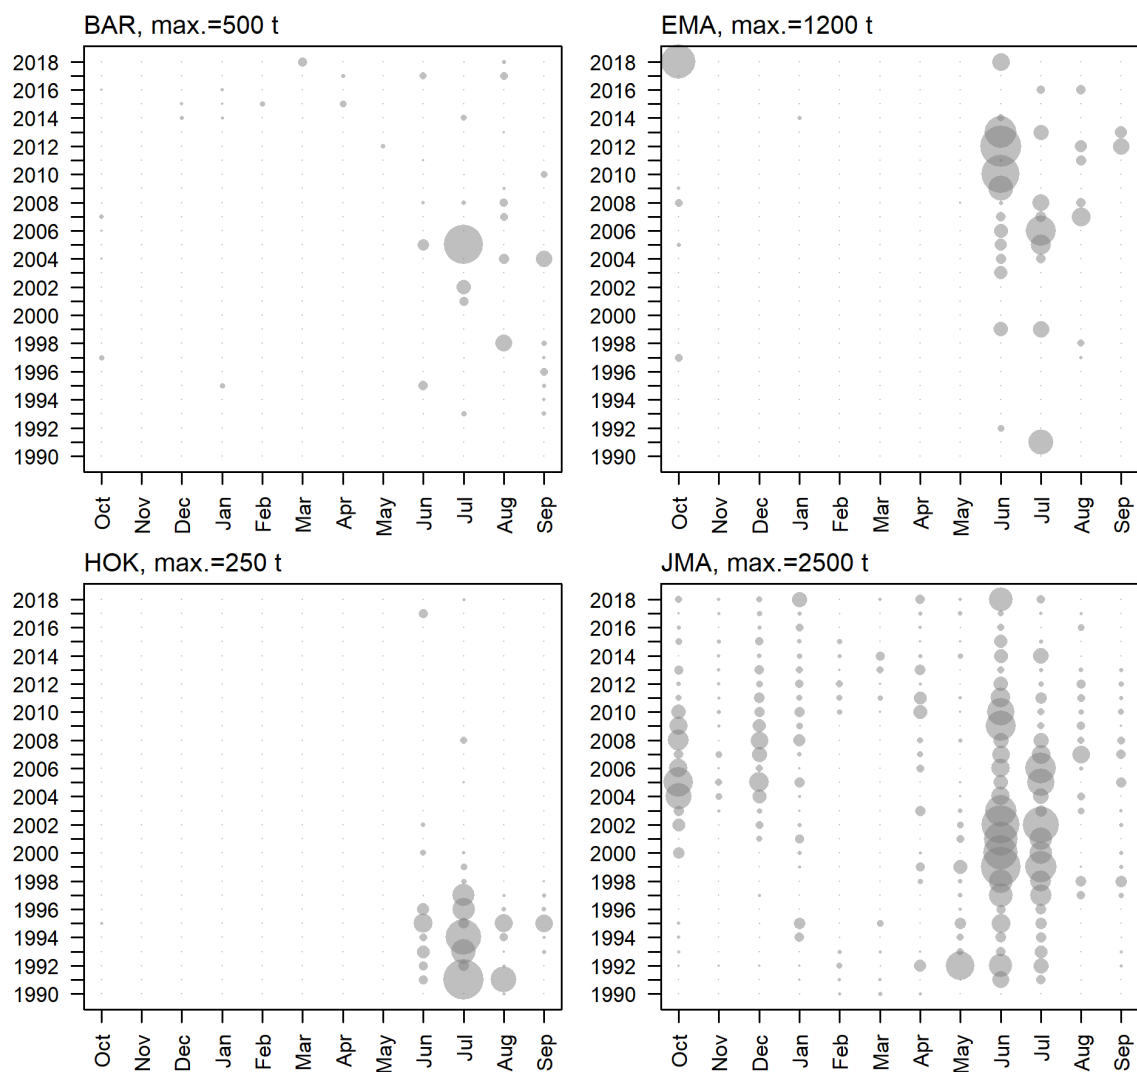 BAR, max.=500 t
2018
2016
2014
2012
2010
2008
2006
2004
2002
2000
1998
1996
1994
1992
1990
Oct
Nov
Dec
Jan
Feb
Mar
Apr
May
Jun
Jul
Aug
Sep
EMA, max.=1200 t
2018
2016
2014
2012
2010
2008
2006
2004
2002
2000
1998
1996
1994
1992
1990
Oct
Nov
Dec
Jan
Feb
Mar
Apr
May
Jun
Jul
Aug
Sep
HOK, max.=250 t
2018
2016
2014
2012
2010
2008
2006
2004
2002
2000
1998
1996
1994
1992
1990
Oct
Nov
Dec
Jan
Feb
Mar
Apr
May
Jun
Jul
Aug
Sep
JMA, max.=2500 t
2018
2016
2014
2012
2010
2008
2006
2004
2002
2000
1998
1996
1994
1992
1990
Oct
Nov
Dec
Jan
Feb
Mar
Apr
May
Jun
Jul
Aug
Sep